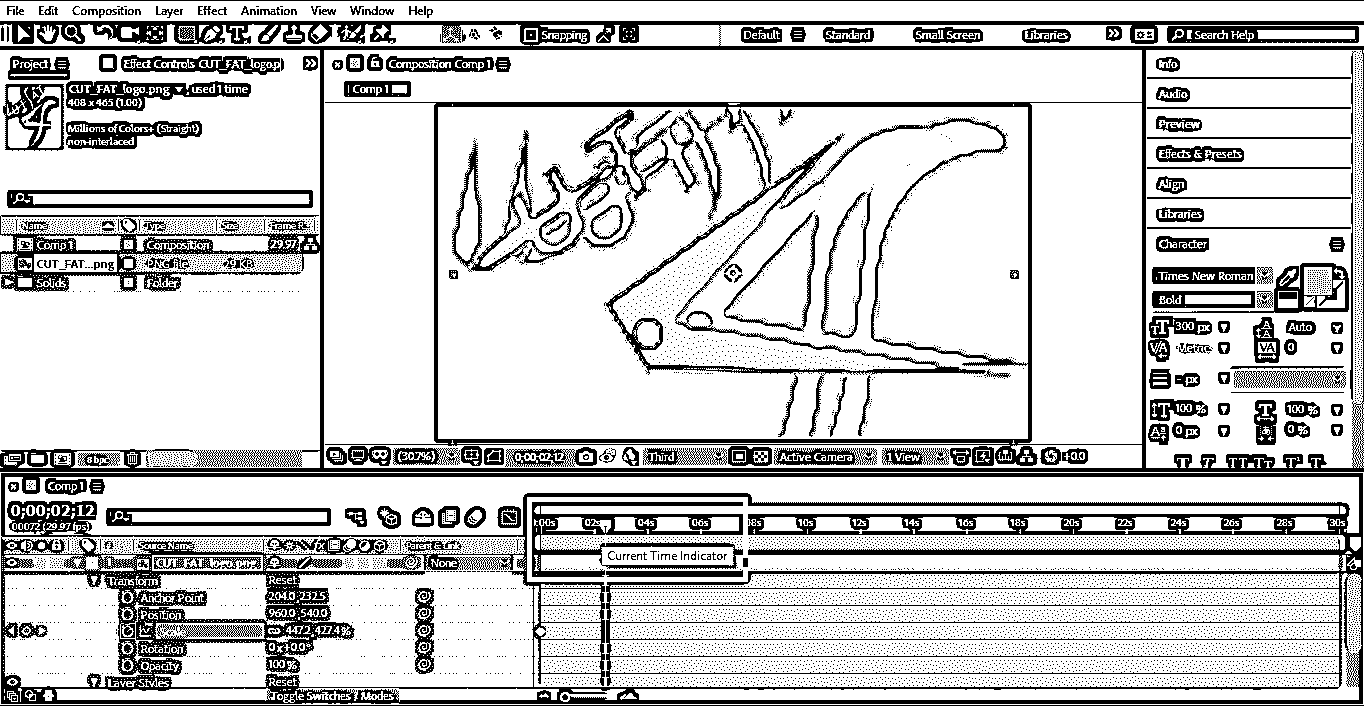 File Edit Composition Layer Effect Animation View Window Help
Snapping Default Standard Small Screen Libraries Search Help
Project Effect Controls CUT_FAT_logo.p
CUT_FAT_logo.png , used 1 time
408 x 465 (1.00)
Millions of Colors+ (Straight)
non-interlaced
Name Type Size Frame R...
Comp 1 Composition 29.97
CUT_FAT...png PNG file 29 KB
Solids Folder
8 bpc
Composition Comp 1
Comp 1
(30.7%) 0;00;02;12 Third Active Camera 1 View +0.0
Info
Audio
Preview
Effects & Presets
Align
Libraries
Character
Times New Roman
Bold
300 px Auto
Metric 0
- px
100 % 100 %
0 px 0 %
T T TT Tt T¹ T
Comp 1
0;00;02;12
00072 (29.97 fps)
:00s 02s 04s 06s 08s 10s 12s 14s 16s 18s 20s 22s 24s 26s 28s 30s
Source Name Parent & Link
CUT_FAT_logo.png None
Current Time Indicator
Transform Reset
Anchor Point 204.0, 232.5
Position 960.0, 540.0
Rotation 0 x +0.0°
Opacity 100 %
Layer Styles Reset
Toggle Switches / Modes